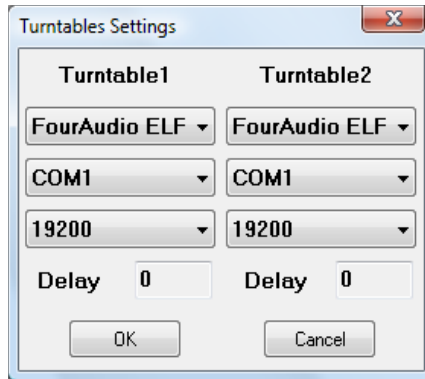 Turntables Settings
Turntable1 Turntable2
FourAudio ELF FourAudio ELF
COM1 COM1
19200 19200
Delay 0 Delay 0
OK Cancel